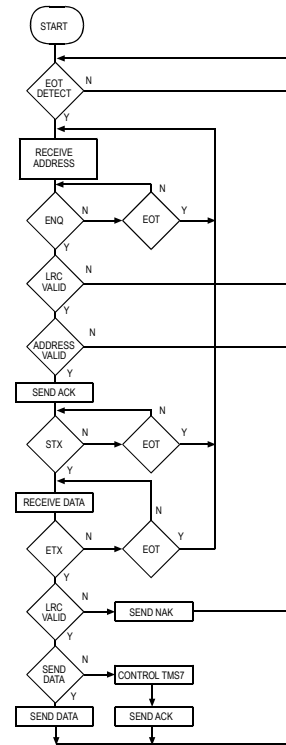 START
EOT
DETECT
N
Y
RECEIVE
ADDRESS
N
ENQ
N
EOT
Y
Y
LRC
VALID
N
Y
ADDRESS
VALID
N
Y
SEND ACK
N
STX
N
EOT
Y
Y
RECEIVE DATA
N
ETX
N
EOT
Y
Y
LRC
VALID
N
SEND NAK
Y
SEND
DATA
N
CONTROL TMS7
Y
SEND DATA
SEND ACK